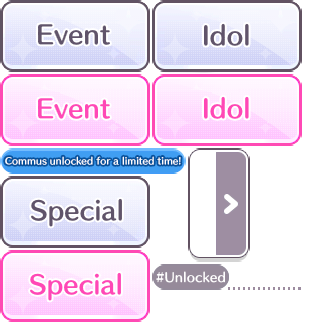 Event
Idol
Event
Idol
Commus unlocked for a limited time!
Special
#Unlocked
Special